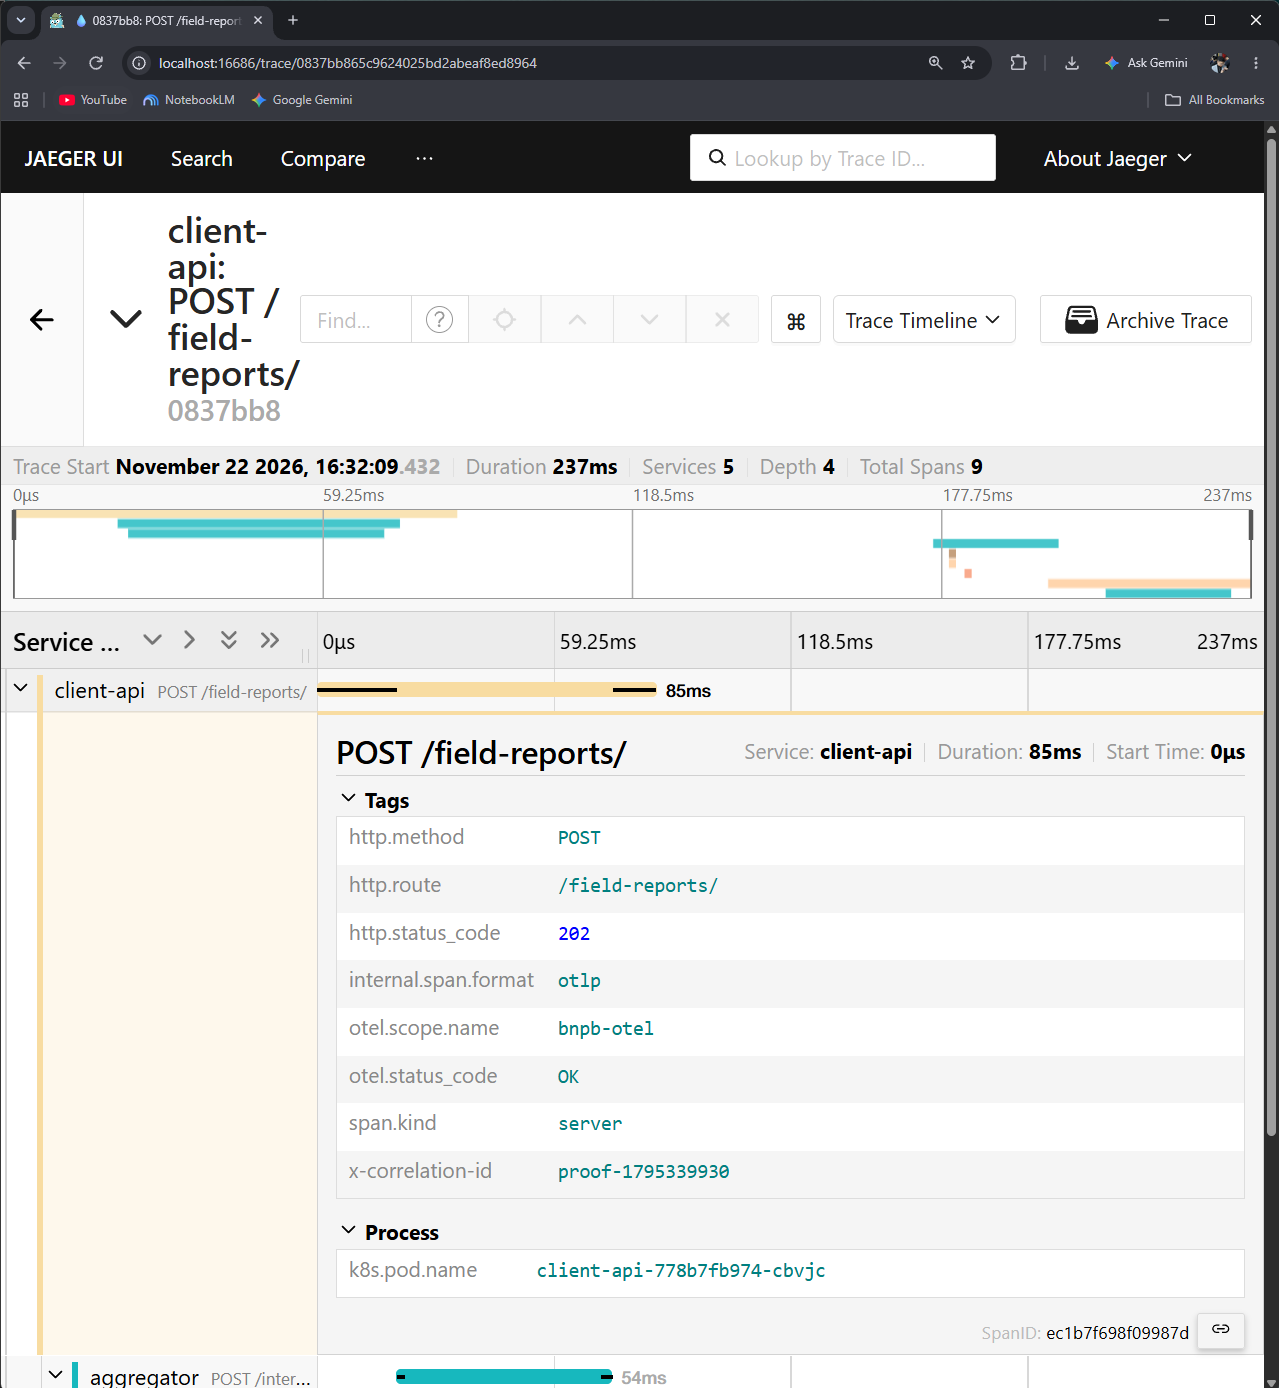 0837bb8: POST /field-report
localhost:16686/trace/0837bb865c9624025bd2abeaf8ed8964
Ask Gemini
YouTube
NotebookLM
Google Gemini
All Bookmarks
JAEGER UI
Search
Compare
...
Lookup by Trace ID...
About Jaeger
client-
api:
POST /
field-
reports/
0837bb8
Find...
?
⌘
Trace Timeline
Archive Trace
Trace Start November 22 2026, 16:32:09.432
Duration 237ms
Services 5
Depth 4
Total Spans 9
0μs
59.25ms
118.5ms
177.75ms
237ms
Service ...
0μs
59.25ms
118.5ms
177.75ms
237ms
client-api POST /field-reports/
85ms
POST /field-reports/
Service: client-api
Duration: 85ms
Start Time: 0μs
Tags
http.method POST
http.route /field-reports/
http.status_code 202
internal.span.format otlp
otel.scope.name bnpb-otel
otel.status_code OK
span.kind server
x-correlation-id proof-1795339930
Process
k8s.pod.name client-api-778b7fb974-cbvjc
SpanID: ec1b7f698f09987d
aggregator POST /inter...
54ms